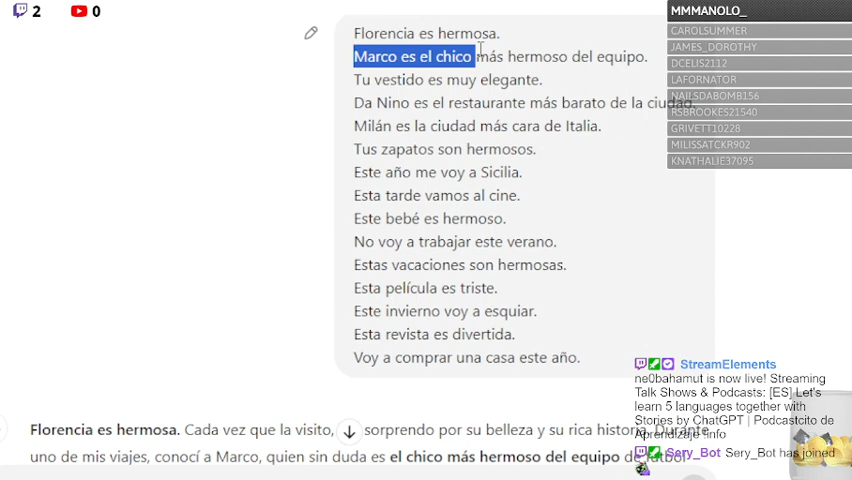 2
0
MMMANOLO_
CAROLSUMMER
JAMES_DOROTHY
DCELIS2112
LAFORNATOR
NAILSDABOMB156
RSBROOKES21540
GRIVETT10228
MILISSATCKR902
KNATHALIE37095
Florencia es hermosa.
Marco es el chico más hermoso del equipo.
Tu vestido es muy elegante.
Da Nino es el restaurante más barato de la ciudad.
Milán es la ciudad más cara de Italia.
Tus zapatos son hermosos.
Este año me voy a Sicilia.
Esta tarde vamos al cine.
Este bebé es hermoso.
No voy a trabajar este verano.
Estas vacaciones son hermosas.
Esta película es triste.
Este invierno voy a esquiar.
Esta revista es divertida.
Voy a comprar una casa este año.
StreamElements
ne0bahamut is now live! Streaming
Talk Shows & Podcasts: [ES] Let's
learn 5 languages together with
Stories by ChatGPT | Podcastcito de
Aprendizaje !info
Sery_Bot Sery_Bot has joined
Florencia es hermosa. Cada vez que la visito, sorprendo por su belleza y su rica historia. Durante
uno de mis viajes, conocí a Marco, quien sin duda es el chico más hermoso del equipo de fútbol